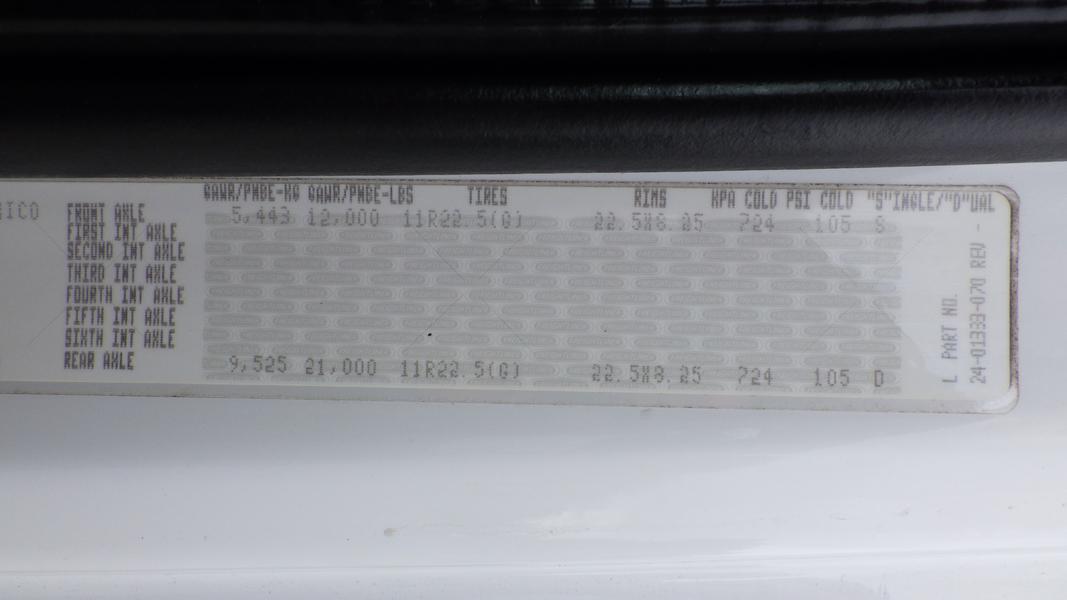 GAWR/PNBE-KG GAWR/PNBE-LBS TIRES RIMS KPA COLD PSI COLD "S"INGLE/"D"UAL
FRONT AXLE 5,443 12,000 11R22.5(G) 22.5X8.25 724 105 S
FIRST INT AXLE
SECOND INT AXLE
THIRD INT AXLE
FOURTH INT AXLE
FIFTH INT AXLE
SIXTH INT AXLE
REAR AXLE 9,525 21,000 11R22.5(G) 22.5X8.25 724 105 D
L PART NO.
24-01333-070 REV -